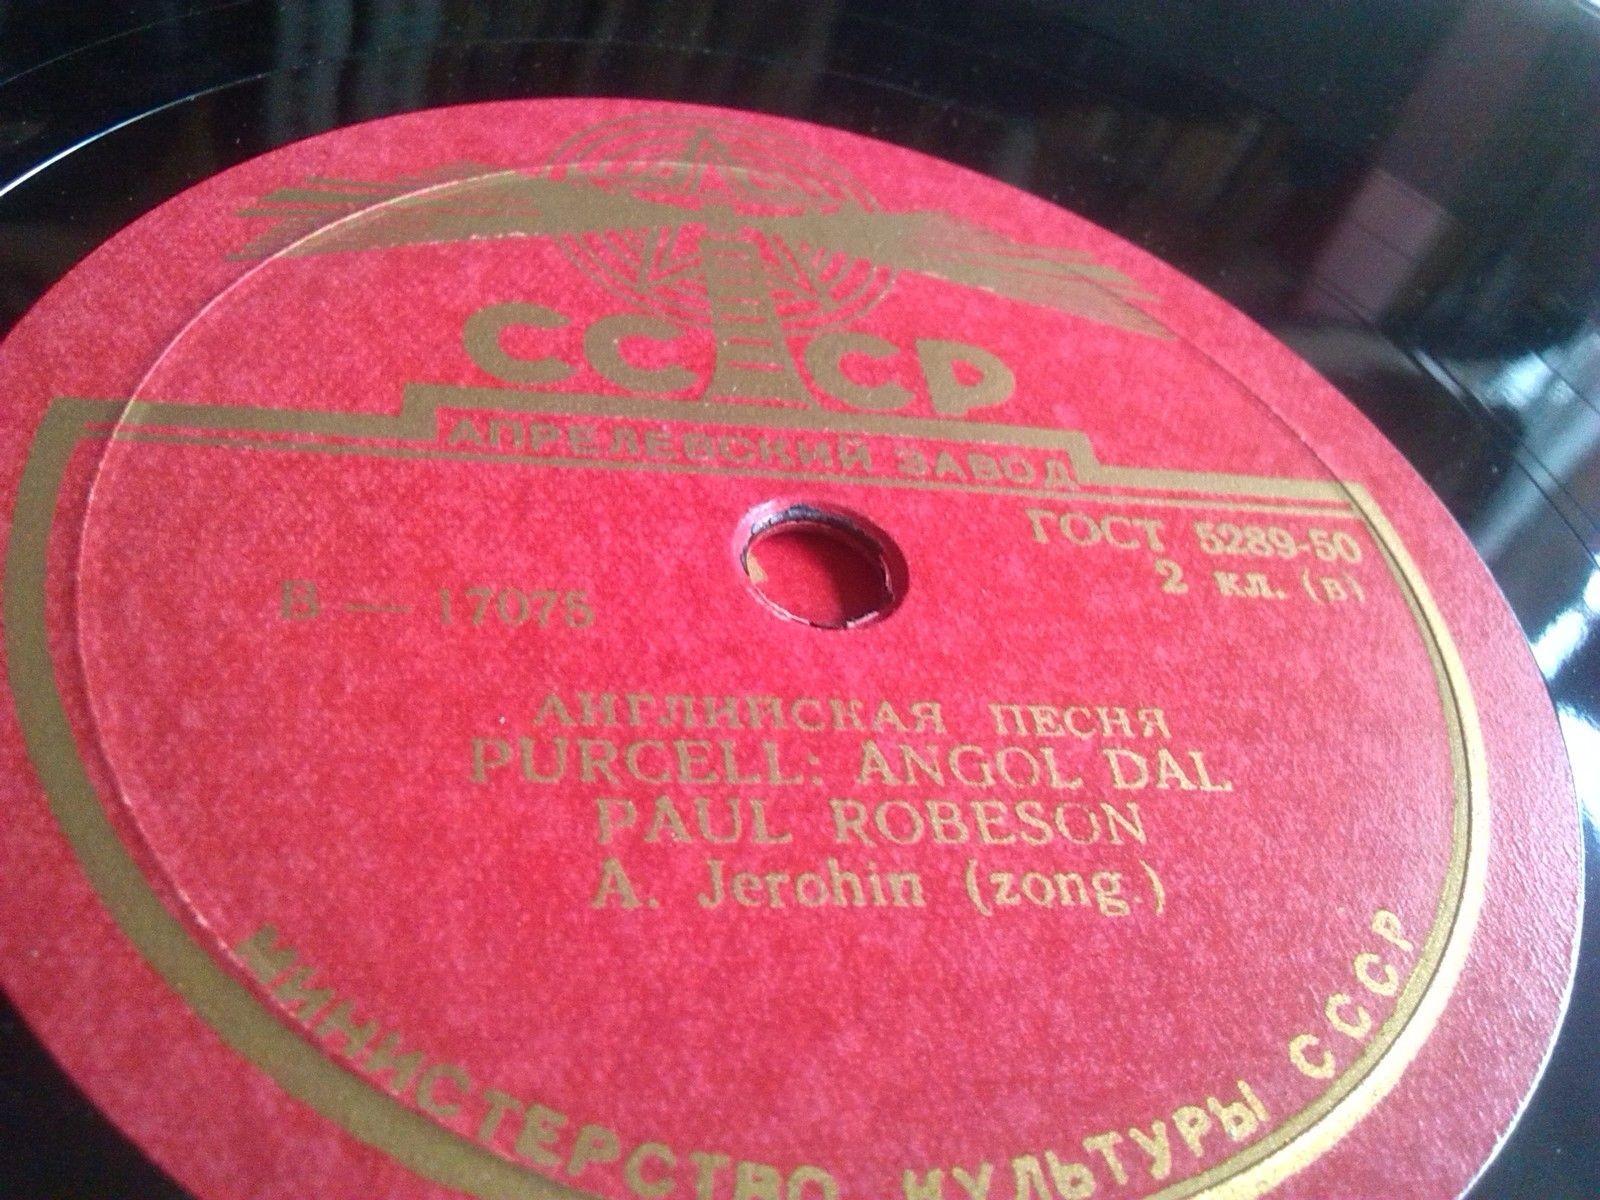 СССР
АПРЕЛЕВСКИЙ ЗАВОД
ГОСТ 5289-50
2 кл. (в)
В — 17075
АНГЛИЙСКАЯ ПЕСНЯ
PURCELL: ANGOL DAL
PAUL ROBESON
A. Jerohin (zong.)
МИНИСТЕРСТВО КУЛЬТУРЫ СССР